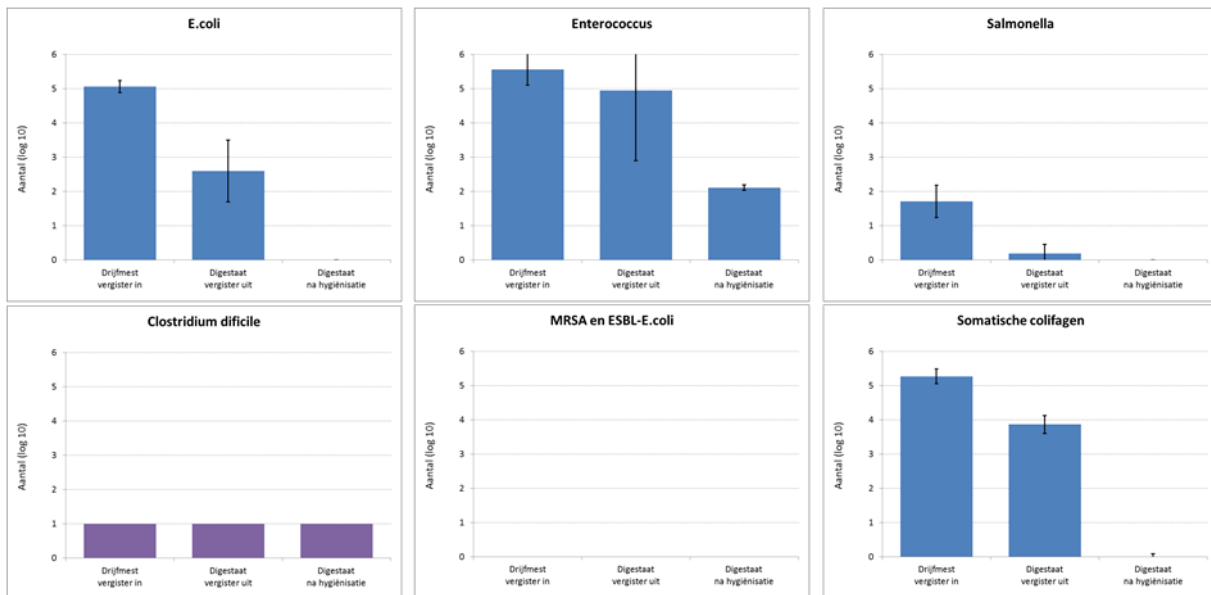 E.coli
Aantal (log 10)
6
5
4
3
2
1
0
Drijfmest
vergister in
Digestaat
vergister uit
Digestaat
na hygiënisatie
Enterococcus
Aantal (log 10)
6
5
4
3
2
1
0
Drijfmest
vergister in
Digestaat
vergister uit
Digestaat
na hygiënisatie
Salmonella
Aantal (log 10)
6
5
4
3
2
1
0
Drijfmest
vergister in
Digestaat
vergister uit
Digestaat
na hygiënisatie
Clostridium dificile
Aantal (log 10)
6
5
4
3
2
1
0
Drijfmest
vergister in
Digestaat
vergister uit
Digestaat
na hygiënisatie
MRSA en ESBL-E.coli
Aantal (log 10)
6
5
4
3
2
1
0
Drijfmest
vergister in
Digestaat
vergister uit
Digestaat
na hygiënisatie
Somatische colifagen
Aantal (log 10)
6
5
4
3
2
1
0
Drijfmest
vergister in
Digestaat
vergister uit
Digestaat
na hygiënisatie